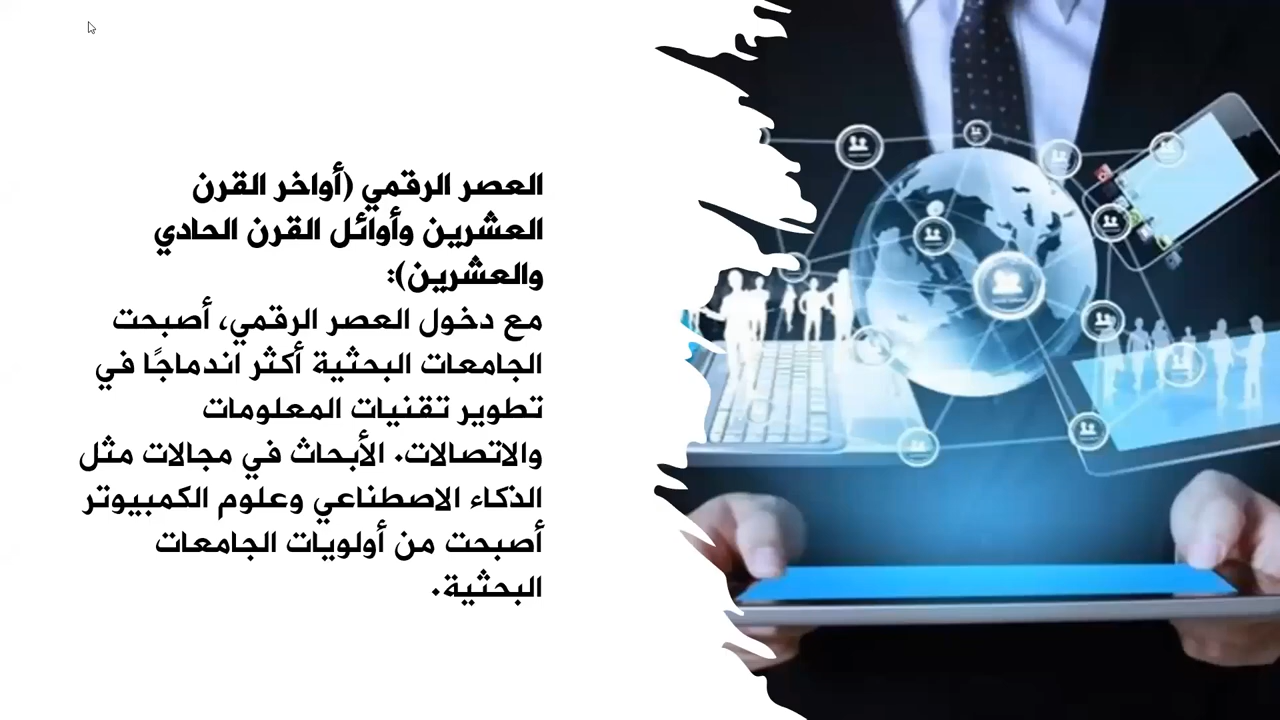 العصر الرقمي (أواخر القرن
العشرين وأوائل القرن الحادي
والعشرين):
مع دخول العصر الرقمي، أصبحت
الجامعات البحثية أكثر اندماجًا في
تطوير تقنيات المعلومات
والاتصالات. الأبحاث في مجالات مثل
الذكاء الاصطناعي وعلوم الكمبيوتر
أصبحت من أولويات الجامعات
البحثية.